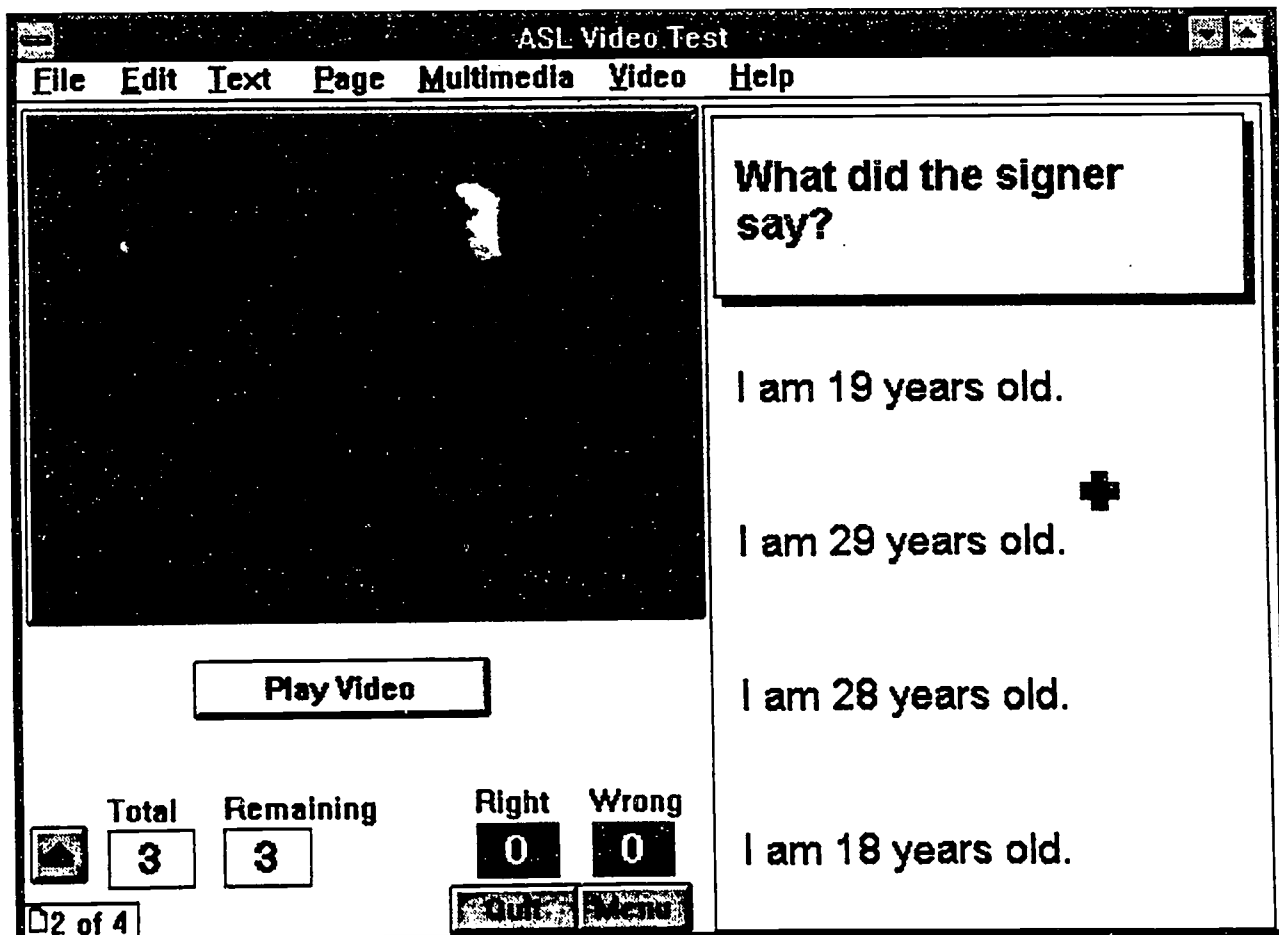 ASL Video Test
File Edit Text Page Multimedia Video Help
What did the signer
say?
I am 19 years old.
I am 29 years old.
I am 28 years old.
I am 18 years old.
Play Video
Total Remaining Right Wrong
3 3 0 0
Quit Menu
2 of 4